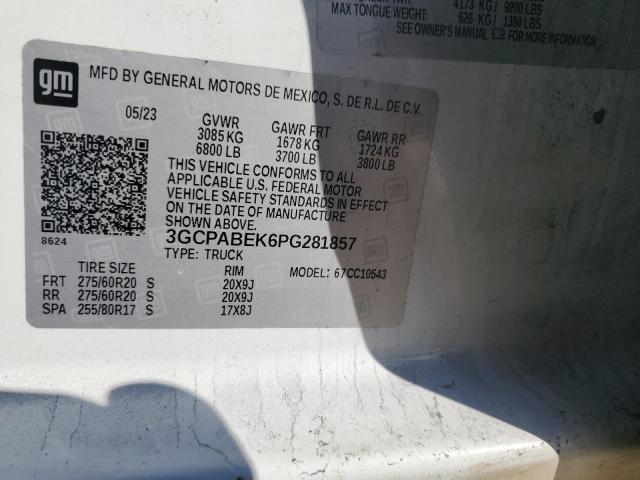 4173 KG/ 9200 LBS
MAX TONGUE WEIGHT: 626 KG/ 1380 LBS
SEE OWNER'S MANUAL FOR MORE INFORMATION
gm
MFD BY GENERAL MOTORS DE MEXICO, S. DE R.L. DE C.V.
05/23 GVWR GAWR FRT GAWR RR
3085 KG 1678 KG 1724 KG
6800 LB 3700 LB 3800 LB
THIS VEHICLE CONFORMS TO ALL
APPLICABLE U.S. FEDERAL MOTOR
VEHICLE SAFETY STANDARDS IN
EFFECT ON THE DATE OF MANUFACTURE
SHOWN ABOVE.
8624
3GCPABEK6PG281857
TYPE: TRUCK MODEL: 67CC10543
TIRE SIZE RIM
FRT 275/60R20 S 20X9J
RR 275/60R20 S 20X9J
SPA 255/80R17 S 17X8J